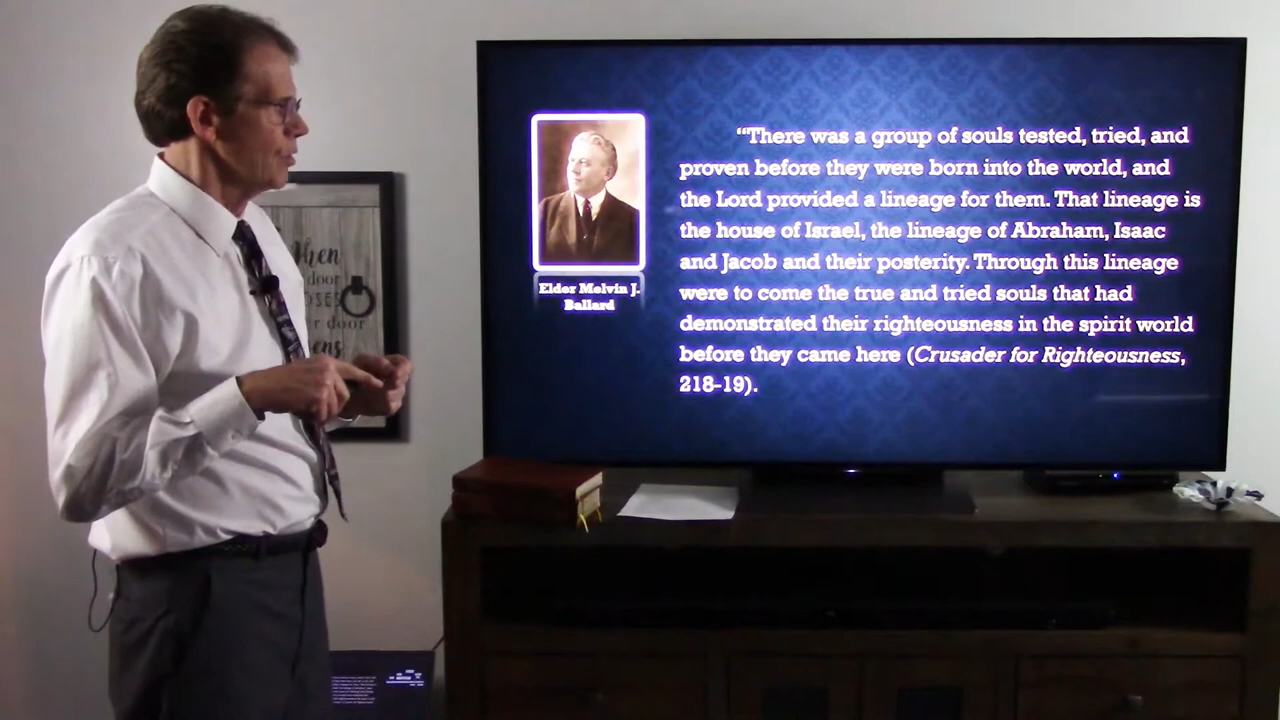 “There was a group of souls tested, tried, and
proven before they were born into the world, and
the Lord provided a lineage for them. That lineage is
the house of Israel, the lineage of Abraham, Isaac
and Jacob and their posterity. Through this lineage
were to come the true and tried souls that had
demonstrated their righteousness in the spirit world
before they came here (Crusader for Righteousness,
218-19).
Elder Melvin J.
Ballard
door
door